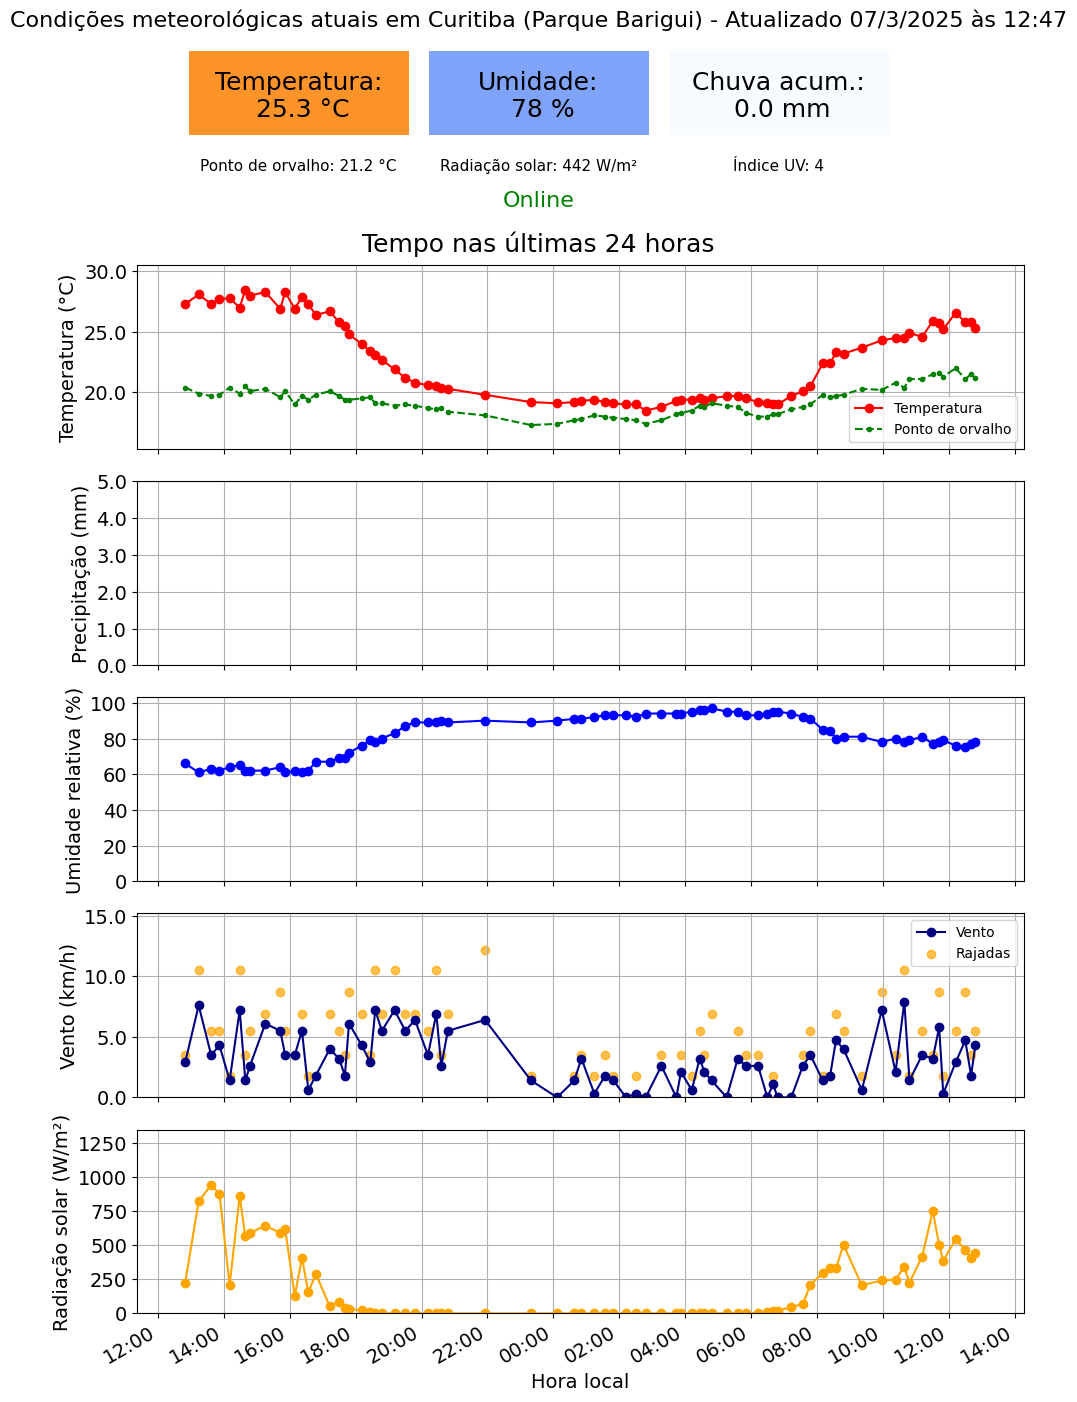 Condições meteorológicas atuais em Curitiba (Parque Barigui) - Atualizado 07/3/2025 às 12:47
Temperatura:
25.3 °C
Umidade:
78 %
Chuva acum.:
0.0 mm
Ponto de orvalho: 21.2 °C
Radiação solar: 442 W/m²
Índice UV: 4
Online
Tempo nas últimas 24 horas
Temperatura (°C)
30.0
25.0
20.0
Temperatura
Ponto de orvalho
Precipitação (mm)
5.0
4.0
3.0
2.0
1.0
0.0
Umidade relativa (%)
100
80
60
40
20
0
Vento (km/h)
15.0
10.0
5.0
0.0
Vento
Rajadas
Radiação solar (W/m²)
1250
1000
750
500
250
0
12:00
14:00
16:00
18:00
20:00
22:00
00:00
02:00
04:00
06:00
08:00
10:00
12:00
14:00
Hora local